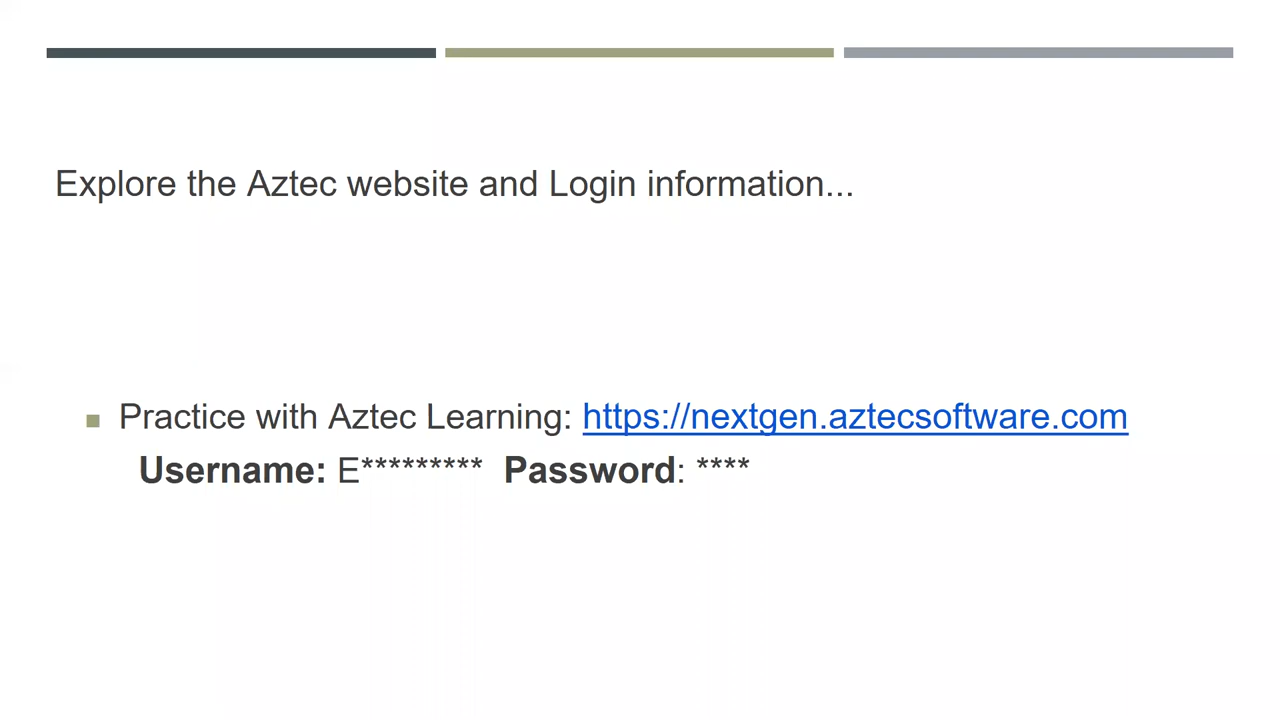 Explore the Aztec website and Login information...
Practice with Aztec Learning: https://nextgen.aztecsoftware.com
Username: E********* Password: ****